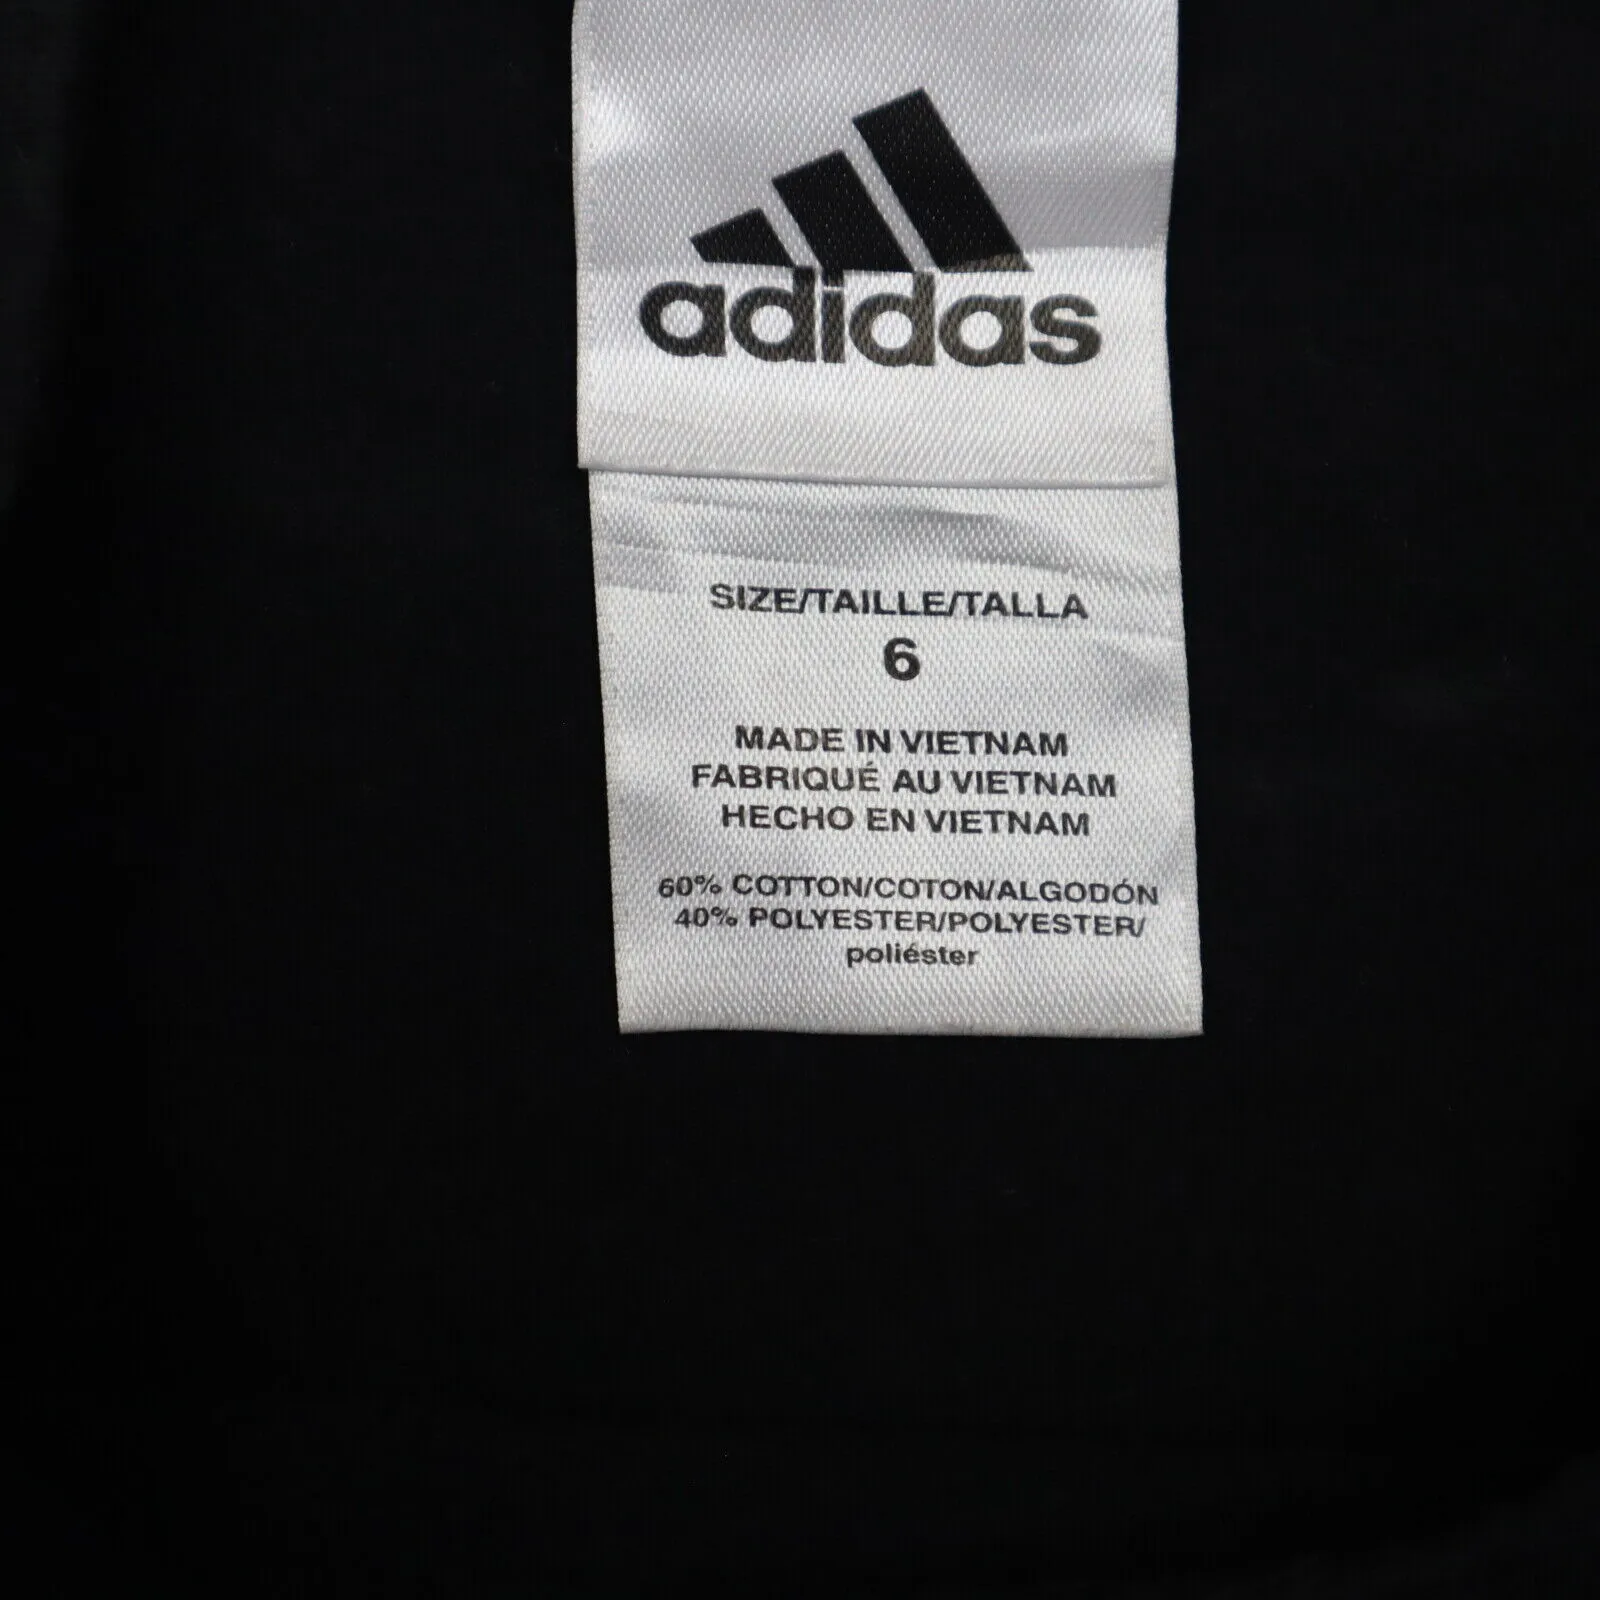 adidas
SIZE/TAILLE/TALLA
6
MADE IN VIETNAM
FABRIQUÉ AU VIETNAM
HECHO EN VIETNAM
60% COTTON/COTON/ALGODÓN
40% POLYESTER/POLYESTER/
poliéster